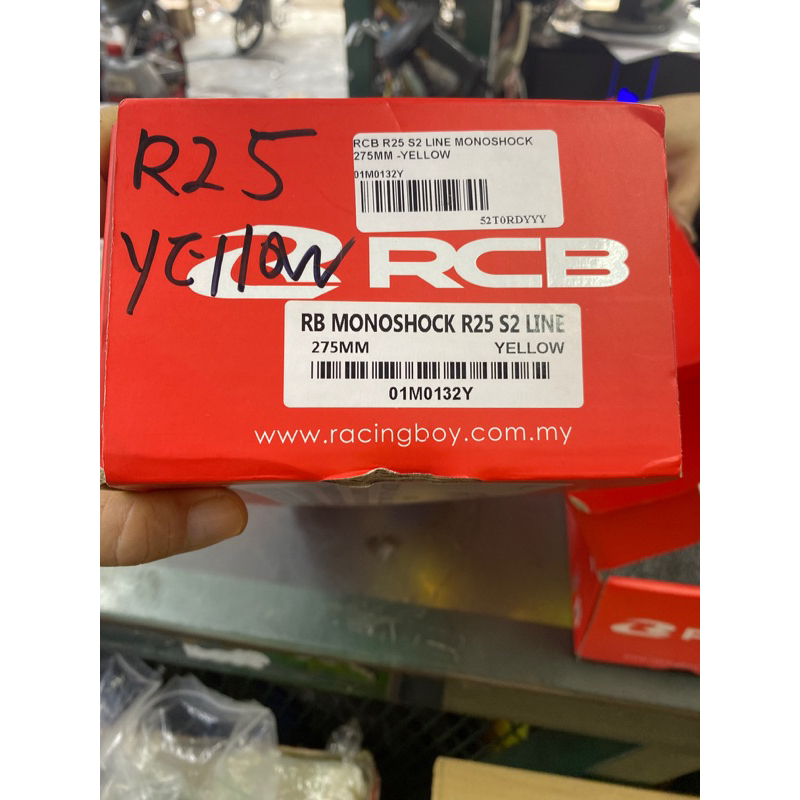 R25
YEllOW
RCB R25 S2 LINE MONOSHOCK
275MM -YELLOW
01M0132Y
52T0RDYYY
RCB
RB MONOSHOCK R25 S2 LINE
275MM YELLOW
01M0132Y
www.racingboy.com.my